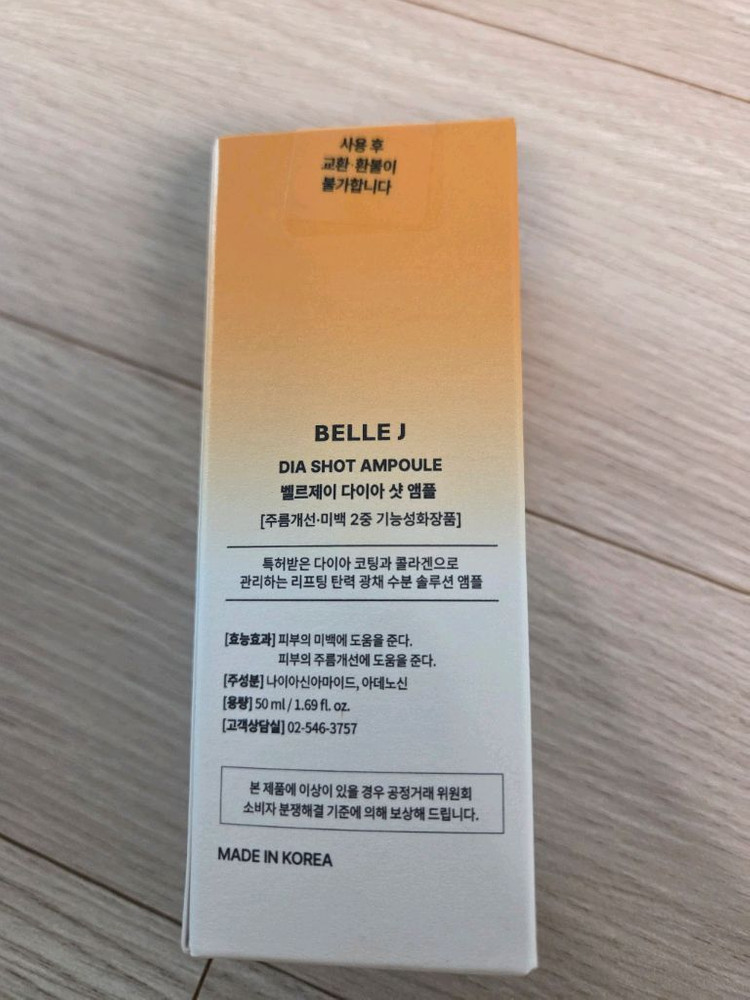 사용 후
교환·환불이
불가합니다
BELLE J
DIA SHOT AMPOULE
벨르제이 다이아 샷 앰플
[주름개선·미백 2중 기능성화장품]
특허받은 다이아 코팅과 콜라겐으로
관리하는 리프팅 탄력 광채 수분 솔루션 앰플
[효능효과] 피부의 미백에 도움을 준다.
피부의 주름개선에 도움을 준다.
[주성분] 나이아신아마이드, 아데노신
[용량] 50 ml / 1.69 fl. oz.
[고객상담실] 02-546-3757
본 제품에 이상이 있을 경우 공정거래 위원회
소비자 분쟁해결 기준에 의해 보상해 드립니다.
MADE IN KOREA